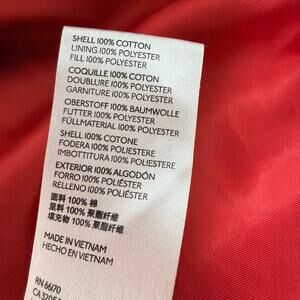 SHELL 100% COTTON
LINING 100% POLYESTER
FILL 100% POLYESTER
COQUILLE 100% COTON
DOUBLURE 100% POLYESTER
GARNITURE 100% POLYESTER
OBERSTOFF 100% BAUMWOLLE
FUTTER 100% POLYESTER
FÜLLMATERIAL 100% POLYESTER
SHELL 100% COTONE
FODERA 100% POLIESTERE
IMBOTTITURA 100% POLIESTERE
EXTERIOR 100% ALGODÓN
FORRO 100% POLIÉSTER
RELLENO 100% POLIÉSTER
面料 100% 棉
里料 100% 聚酯纤维
填充物 100% 聚酯纤维
MADE IN VIETNAM
HECHO EN VIETNAM
RN 66170